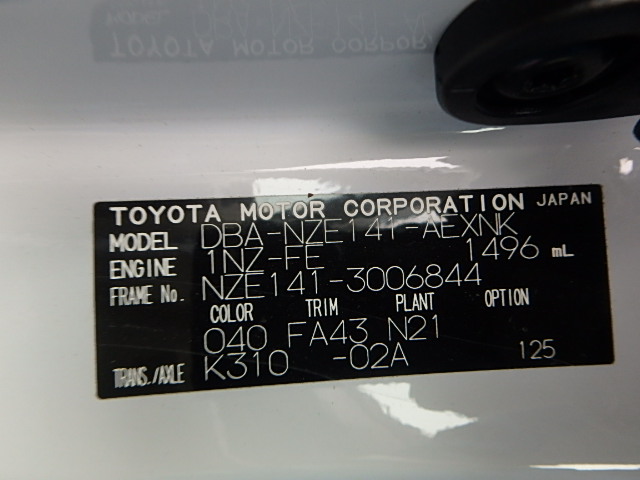 TOYOTA MOTOR CORPORATION JAPAN
MODEL DBA-NZE141-AEXNK
ENGINE 1NZ-FE 1496 mL
FRAME No. NZE141-3006844
COLOR TRIM PLANT OPTION
040 FA43 N21
TRANS./AXLE K310 -02A 125